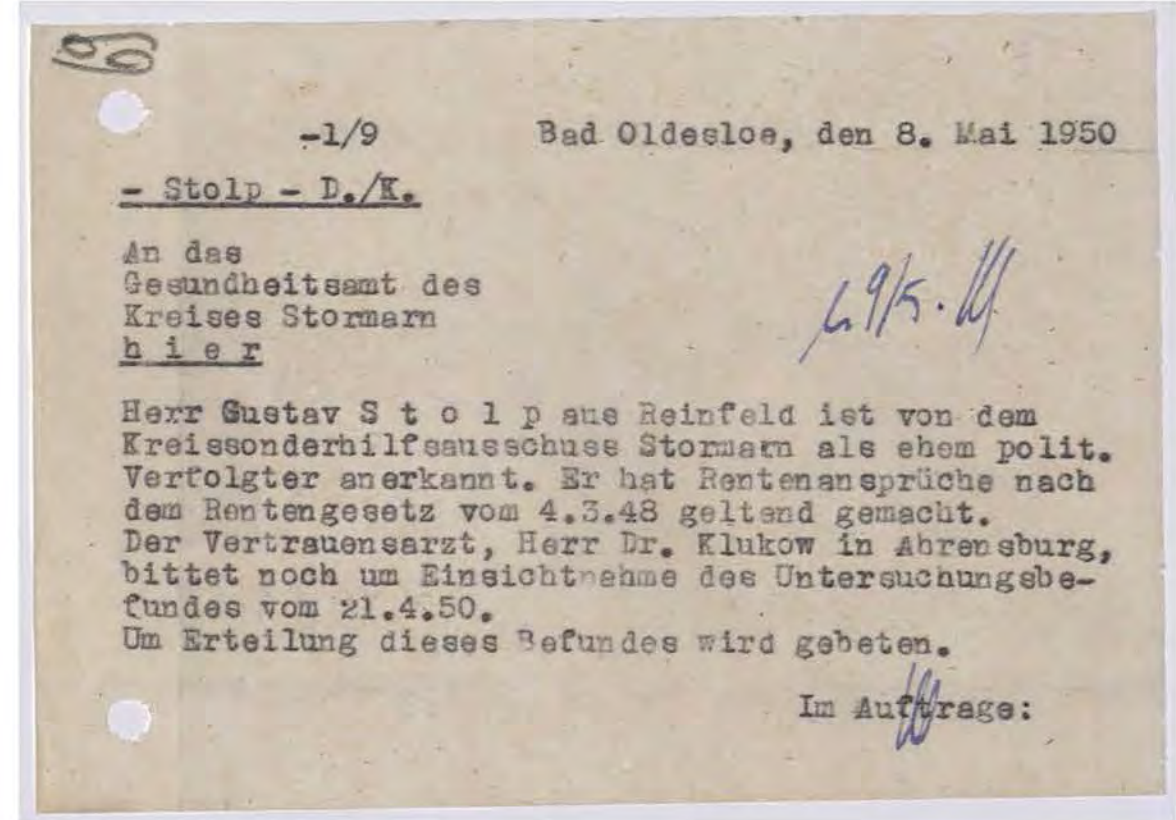 69
-1/9 Bad Oldesloe, den 8. Mai 1950
- Stolp - D./K.
An das
Gesundheitsamt des
Kreises Stormarn
h i e r
9/5.
Herr Gustav S t o l p aus Reinfeld ist von dem
Kreissonderhilfsausschuss Stormarn als ehem polit.
Verfolgter anerkannt. Er hat Rentenansprüche nach
dem Rentengesetz vom 4.3.48 geltend gemacht.
Der Vertrauensarzt, Herr Dr. Klukow in Ahrensburg,
bittet noch um Einsichtnahme des Untersuchungsbe-
fundes vom 21.4.50.
Um Erteilung dieses Befundes wird gebeten.
Im Auftrage: